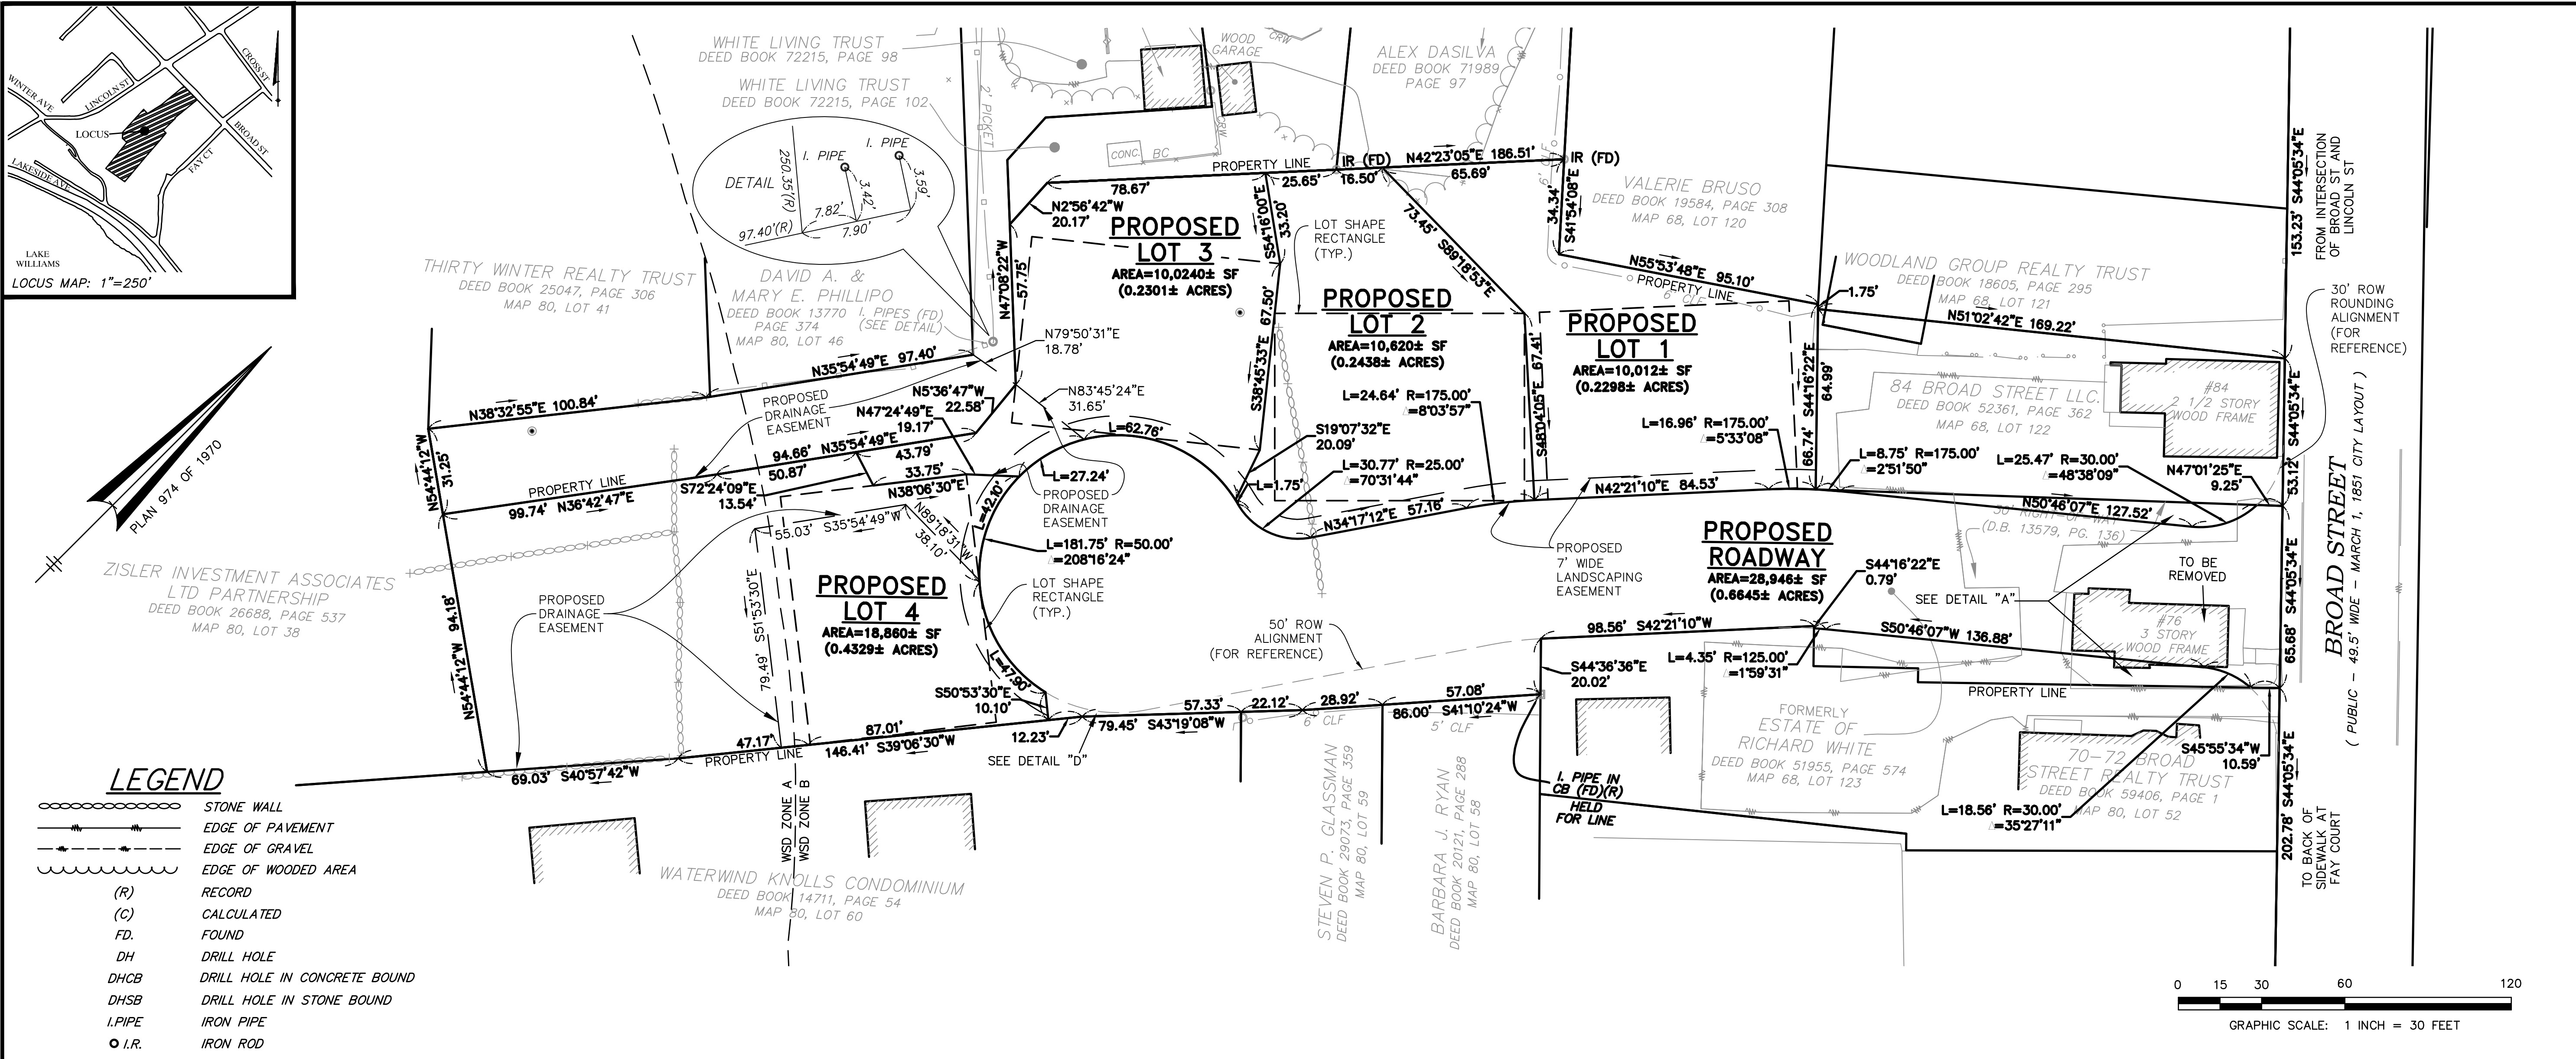 WINTER AVE
LINCOLN ST
CROSS ST
LOCUS
BROAD ST
LAKESIDE AVE
FAY CT
LAKE
WILLIAMS
LOCUS MAP: 1"=250'
PLAN 974 OF 1970
WHITE LIVING TRUST
DEED BOOK 72215, PAGE 98
WHITE LIVING TRUST
DEED BOOK 72215, PAGE 102
I. PIPE
I. PIPE
DETAIL
250.35'(R)
3.42'
3.59'
7.82'
7.90'
97.40'(R)
2' PICKET
WOOD
GARAGE
CRW
CRW
CONC.
BC
ALEX DASILVA
DEED BOOK 71989
PAGE 97
VALERIE BRUSO
DEED BOOK 19584, PAGE 308
MAP 68, LOT 120
WOODLAND GROUP REALTY TRUST
DEED BOOK 18605, PAGE 295
MAP 68, LOT 121
THIRTY WINTER REALTY TRUST
DEED BOOK 25047, PAGE 306
MAP 80, LOT 41
DAVID A. &
MARY E. PHILLIPO
DEED BOOK 13770
PAGE 374
MAP 80, LOT 46
I. PIPES (FD)
(SEE DETAIL)
ZISLER INVESTMENT ASSOCIATES
LTD PARTNERSHIP
DEED BOOK 26688, PAGE 537
MAP 80, LOT 38
PROPERTY LINE
IR (FD)
N42°23'05"E 186.51'
IR (FD)
78.67'
25.65'
16.50'
65.69'
N2°56'42"W
20.17'
PROPOSED
LOT 3
AREA=10,0240± SF
(0.2301± ACRES)
S54°16'00"E
33.20'
LOT SHAPE
RECTANGLE
(TYP.)
73.45' S89°18'53"E
34.34'
S41°54'08"E
N55°53'48"E 95.10'
PROPERTY LINE
6' CLF
1.75'
N51°02'42"E 169.22'
153.23' S44°05'34"E
FROM INTERSECTION
OF BROAD ST AND
LINCOLN ST
30' ROW
ROUNDING
ALIGNMENT
(FOR
REFERENCE)
N47°08'22"W
57.75'
S38°45'33"E 67.50'
PROPOSED
LOT 2
AREA=10,620± SF
(0.2438± ACRES)
S48°04'05"E 67.41'
PROPOSED
LOT 1
AREA=10,012± SF
(0.2298± ACRES)
S44°16'22"E
64.99'
66.74'
84 BROAD STREET LLC.
DEED BOOK 52361, PAGE 362
MAP 68, LOT 122
#84
2 1/2 STORY
WOOD FRAME
S44°05'34"E
53.12'
N38°32'55"E 100.84'
N35°54'49"E 97.40'
N79°50'31"E
18.78'
N83°45'24"E
31.65'
N5°36'47"W
22.58'
N47°24'49"E
19.17'
PROPOSED
DRAINAGE
EASEMENT
N54°44'12"W
31.25'
99.74' N36°42'47"E
PROPERTY LINE
94.66' N35°54'49"E
50.87'
43.79'
33.75'
S72°24'09"E
13.54'
N38°06'30"E
L=62.76'
L=27.24'
L=42.10'
PROPOSED
DRAINAGE
EASEMENT
L=24.64' R=175.00'
△=8°03'57"
S19°07'32"E
20.09'
L=30.77' R=25.00'
△=70°31'44"
L=1.75'
L=16.96' R=175.00'
△=5°33'08"
L=8.75' R=175.00'
△=2°51'50"
L=25.47' R=30.00'
△=48°38'09"
N47°01'25"E
9.25'
N42°21'10"E 84.53'
N34°17'12"E 57.16'
N50°46'07"E 127.52'
30' RIGHT-OF-WAY
(D.B. 13579, PG. 136)
BROAD STREET
( PUBLIC - 49.5' WIDE - MARCH 1, 1851 CITY LAYOUT )
55.03' S35°54'49"W
N89°18'31"W
38.10'
L=181.75' R=50.00'
△=208°16'24"
LOT SHAPE
RECTANGLE
(TYP.)
PROPOSED
7' WIDE
LANDSCAPING
EASEMENT
PROPOSED
ROADWAY
AREA=28,946± SF
(0.6645± ACRES)
TO BE
REMOVED
SEE DETAIL "A"
S44°16'22"E
0.79'
#76
3 STORY
WOOD FRAME
S44°05'34"E
65.68'
PROPOSED
DRAINAGE
EASEMENT
79.49' S51°53'30"E
PROPOSED
LOT 4
AREA=18,860± SF
(0.4329± ACRES)
N54°44'12"W 94.18'
L=47.90'
S50°53'30"E
10.10'
50' ROW
ALIGNMENT
(FOR REFERENCE)
98.56' S42°21'10"W
S44°36'36"E
20.02'
L=4.35' R=125.00'
△=1°59'31"
S50°46'07"W 136.88'
PROPERTY LINE
57.33'
22.12'
28.92'
57.08'
79.45' S43°19'08"W
6' CLF
86.00' S41°10'24"W
5' CLF
47.17'
87.01'
12.23'
SEE DETAIL "D"
PROPERTY LINE
146.41' S39°06'30"W
69.03' S40°57'42"W
WSD ZONE A
WSD ZONE B
I. PIPE IN
CB (FD)(R)
HELD
FOR LINE
FORMERLY
ESTATE OF
RICHARD WHITE
DEED BOOK 51955, PAGE 574
MAP 68, LOT 123
70-72 BROAD
STREET REALTY TRUST
DEED BOOK 59406, PAGE 1
MAP 80, LOT 52
S45°55'34"W
10.59'
L=18.56' R=30.00'
△=35°27'11"
202.78' S44°05'34"E
TO BACK OF
SIDEWALK AT
FAY COURT
WATERWIND KNOLLS CONDOMINIUM
DEED BOOK 14711, PAGE 54
MAP 80, LOT 60
STEVEN P. GLASSMAN
DEED BOOK 29073, PAGE 359
MAP 80, LOT 59
BARBARA J. RYAN
DEED BOOK 20121, PAGE 288
MAP 80, LOT 58
LEGEND
STONE WALL
EDGE OF PAVEMENT
EDGE OF GRAVEL
EDGE OF WOODED AREA
(R) RECORD
(C) CALCULATED
FD. FOUND
DH DRILL HOLE
DHCB DRILL HOLE IN CONCRETE BOUND
DHSB DRILL HOLE IN STONE BOUND
I.PIPE IRON PIPE
I.R. IRON ROD
0 15 30 60 120
GRAPHIC SCALE: 1 INCH = 30 FEET